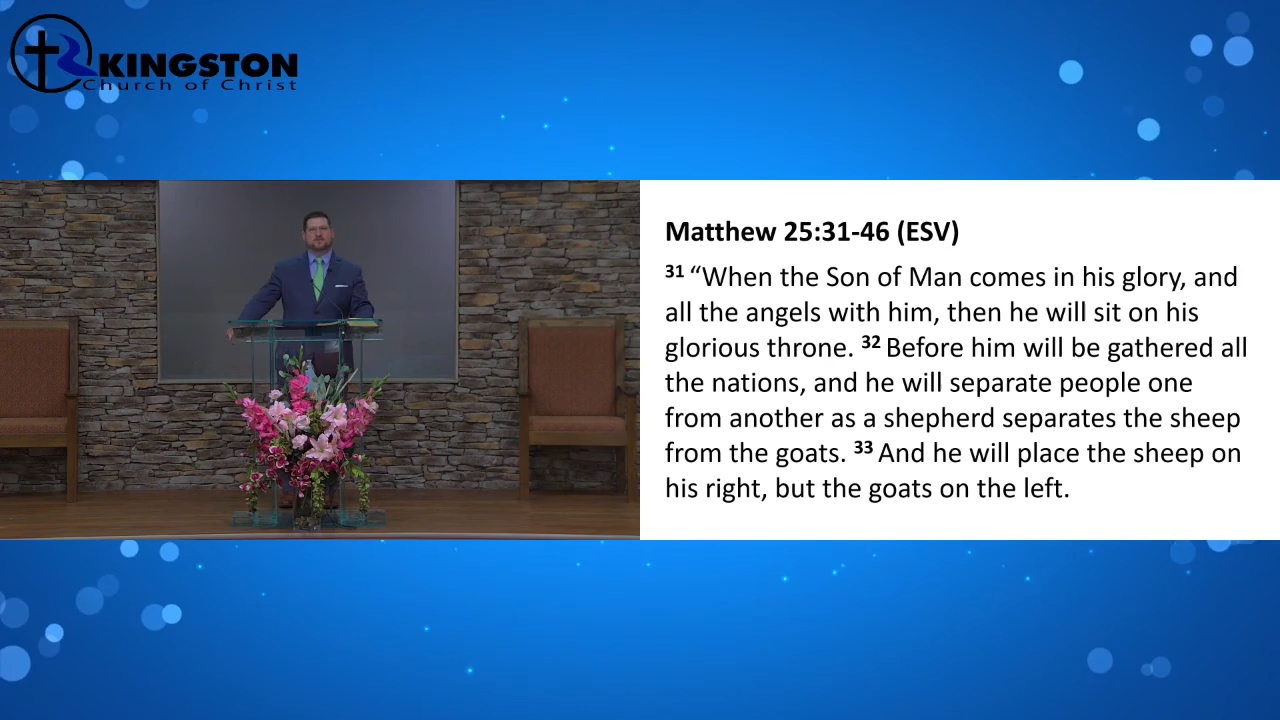 KINGSTON
Church of Christ
Matthew 25:31-46 (ESV)
31 “When the Son of Man comes in his glory, and
all the angels with him, then he will sit on his
glorious throne. 32 Before him will be gathered all
the nations, and he will separate people one
from another as a shepherd separates the sheep
from the goats. 33 And he will place the sheep on
his right, but the goats on the left.